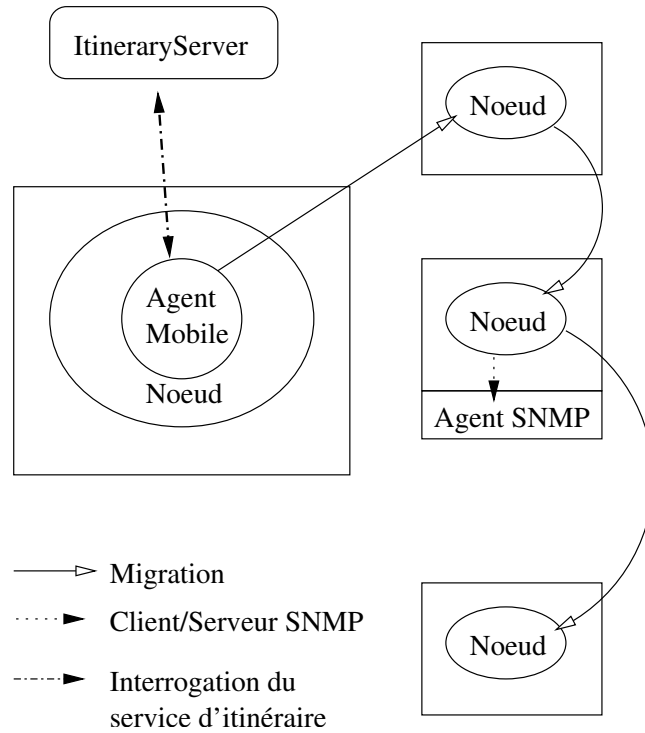 ItineraryServer
Noeud
Agent
Mobile
Noeud
Noeud
Agent SNMP
Migration
Client/Serveur SNMP
Interrogation du
service d'itinéraire
Noeud